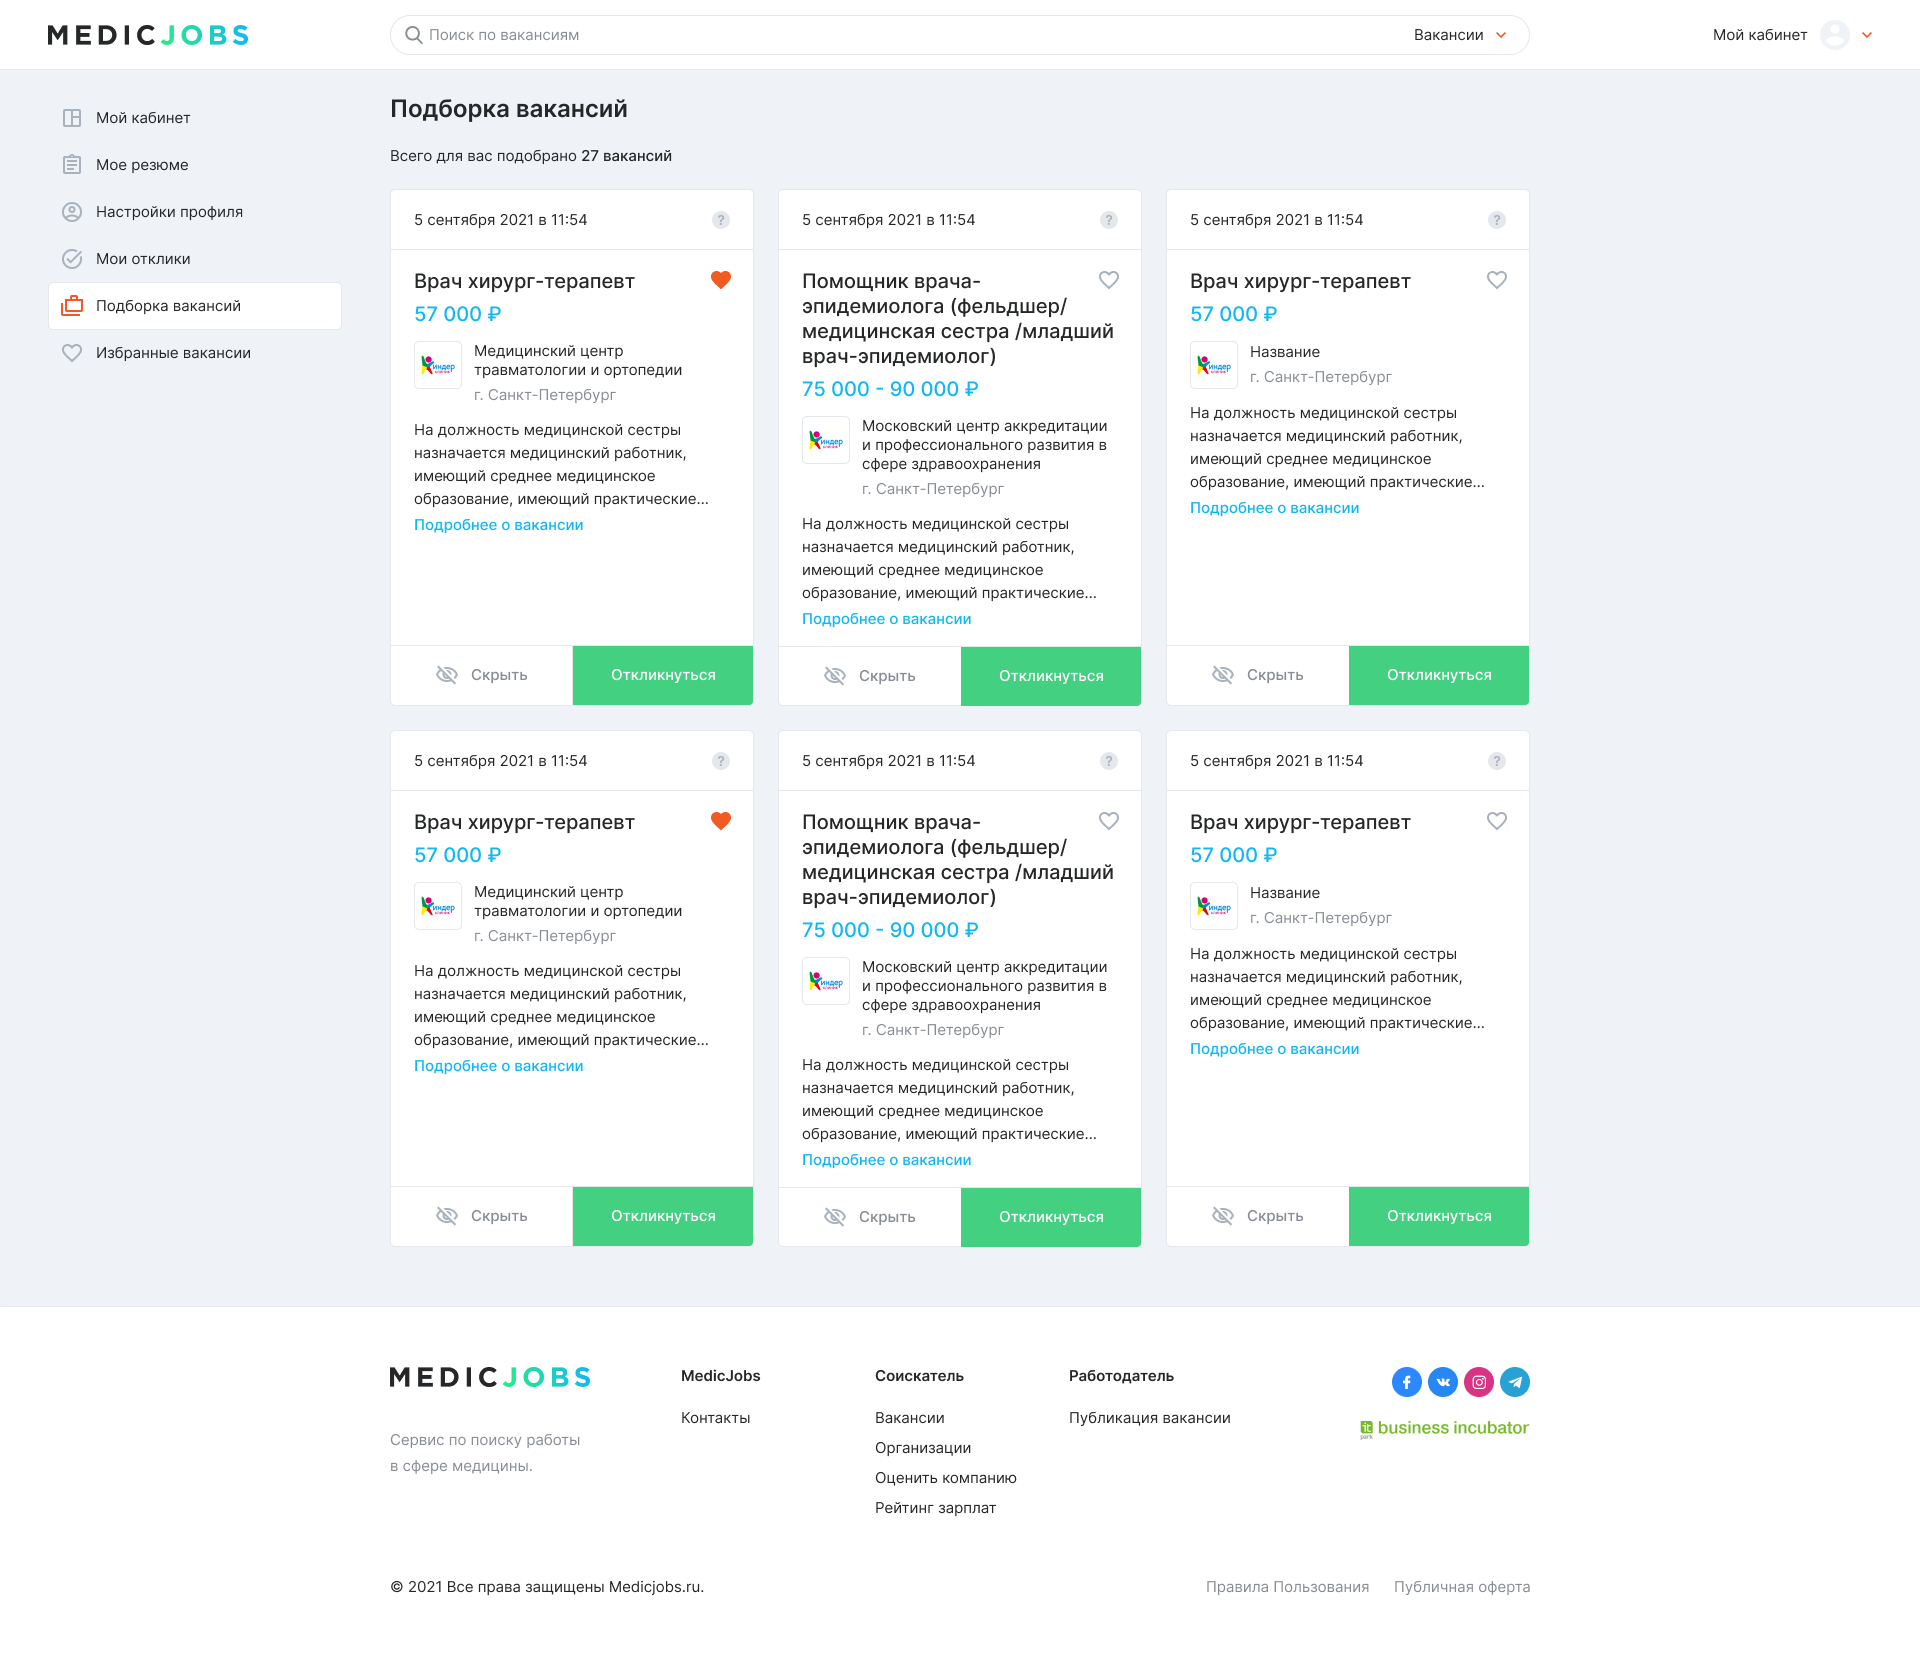 MEDICJOBS
Поиск по вакансиям
Вакансии
Мой кабинет
Мой кабинет
Мое резюме
Настройки профиля
Мои отклики
Подборка вакансий
Избранные вакансии
Подборка вакансий
Всего для вас подобрано 27 вакансий
5 сентября 2021 в 11:54
?
Врач хирург-терапевт
57 000 ₽
Киндер
клиник
Медицинский центр
травматологии и ортопедии
г. Санкт-Петербург
На должность медицинской сестры
назначается медицинский работник,
имеющий среднее медицинское
образование, имеющий практические...
Подробнее о вакансии
Скрыть
Откликнуться
5 сентября 2021 в 11:54
?
Помощник врача-
эпидемиолога (фельдшер/
медицинская сестра /младший
врач-эпидемиолог)
75 000 - 90 000 ₽
Киндер
клиник
Московский центр аккредитации
и профессионального развития в
сфере здравоохранения
г. Санкт-Петербург
На должность медицинской сестры
назначается медицинский работник,
имеющий среднее медицинское
образование, имеющий практические...
Подробнее о вакансии
Скрыть
Откликнуться
5 сентября 2021 в 11:54
?
Врач хирург-терапевт
57 000 ₽
Киндер
клиник
Название
г. Санкт-Петербург
На должность медицинской сестры
назначается медицинский работник,
имеющий среднее медицинское
образование, имеющий практические...
Подробнее о вакансии
Скрыть
Откликнуться
5 сентября 2021 в 11:54
?
Врач хирург-терапевт
57 000 ₽
Киндер
клиник
Медицинский центр
травматологии и ортопедии
г. Санкт-Петербург
На должность медицинской сестры
назначается медицинский работник,
имеющий среднее медицинское
образование, имеющий практические...
Подробнее о вакансии
Скрыть
Откликнуться
5 сентября 2021 в 11:54
?
Помощник врача-
эпидемиолога (фельдшер/
медицинская сестра /младший
врач-эпидемиолог)
75 000 - 90 000 ₽
Киндер
клиник
Московский центр аккредитации
и профессионального развития в
сфере здравоохранения
г. Санкт-Петербург
На должность медицинской сестры
назначается медицинский работник,
имеющий среднее медицинское
образование, имеющий практические...
Подробнее о вакансии
Скрыть
Откликнуться
5 сентября 2021 в 11:54
?
Врач хирург-терапевт
57 000 ₽
Киндер
клиник
Название
г. Санкт-Петербург
На должность медицинской сестры
назначается медицинский работник,
имеющий среднее медицинское
образование, имеющий практические...
Подробнее о вакансии
Скрыть
Откликнуться
MEDICJOBS
Сервис по поиску работы
в сфере медицины.
MedicJobs
Контакты
Соискатель
Вакансии
Организации
Оценить компанию
Рейтинг зарплат
Работодатель
Публикация вакансии
it park business incubator
© 2021 Все права защищены Medicjobs.ru.
Правила Пользования
Публичная оферта